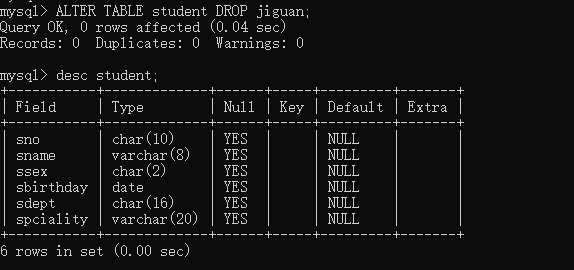 mysql> ALTER TABLE student DROP jiguan;
Query OK, 0 rows affected (0.04 sec)
Records: 0  Duplicates: 0  Warnings: 0

mysql> desc student;
+-----------+-------------+------+-----+---------+-------+
| Field     | Type        | Null | Key | Default | Extra |
+-----------+-------------+------+-----+---------+-------+
| sno       | char(10)    | YES  |     | NULL    |       |
| sname     | varchar(8)  | YES  |     | NULL    |       |
| ssex      | char(2)     | YES  |     | NULL    |       |
| sbirthday | date        | YES  |     | NULL    |       |
| sdept     | char(16)    | YES  |     | NULL    |       |
| spciality | varchar(20) | YES  |     | NULL    |       |
+-----------+-------------+------+-----+---------+-------+
6 rows in set (0.00 sec)